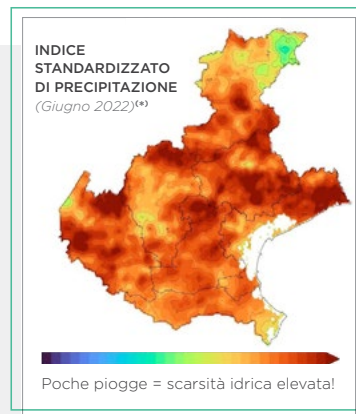 INDICE
STANDARDIZZATO
DI PRECIPITAZIONE
(Giugno 2022)(*)
Poche piogge = scarsità idrica elevata!